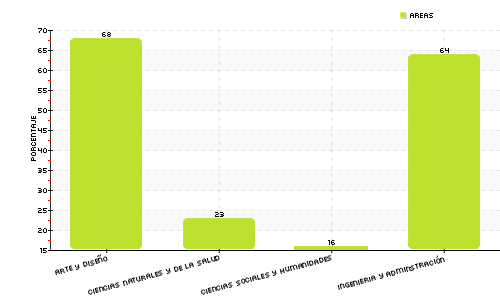 AREAS
PORCENTAJE
70
65
60
55
50
45
40
35
30
25
20
15
68
23
16
64
ARTE Y DISEÑO
CIENCIAS NATURALES Y DE LA SALUD
CIENCIAS SOCIALES Y HUMANIDADES
INGENIERIA Y ADMINSTRACIÓN